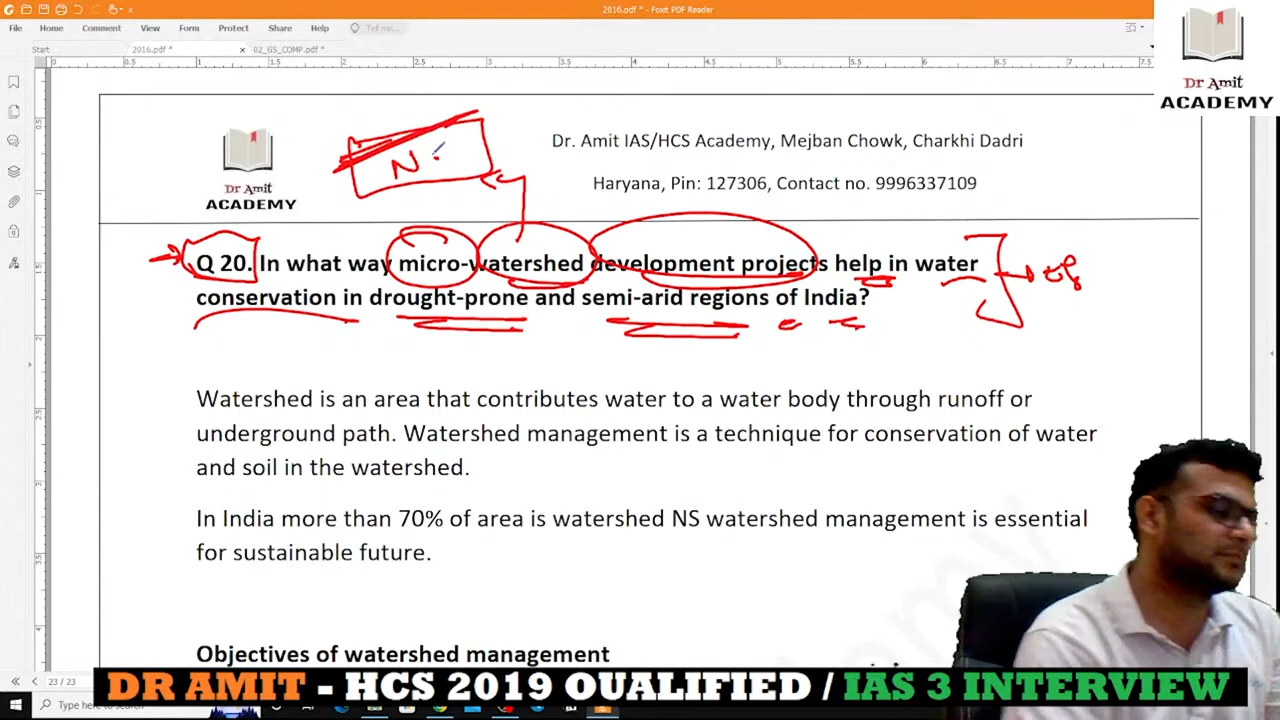 2016.pdf * - Foxit PDF Reader
File Home Comment View Form Protect Share Help Tell me...
Start 2016.pdf * 02_GS_COMP.pdf *
Dr Amit
ACADEMY
Dr Amit
ACADEMY
Dr. Amit IAS/HCS Academy, Mejban Chowk, Charkhi Dadri
Haryana, Pin: 127306, Contact no. 9996337109
N
Q 20. In what way micro-watershed development projects help in water
conservation in drought-prone and semi-arid regions of India?
Watershed is an area that contributes water to a water body through runoff or
underground path. Watershed management is a technique for conservation of water
and soil in the watershed.
In India more than 70% of area is watershed NS watershed management is essential
for sustainable future.
Objectives of watershed management
23 / 23
DR AMIT - HCS 2019 QUALIFIED / IAS 3 INTERVIEW
Type here to search